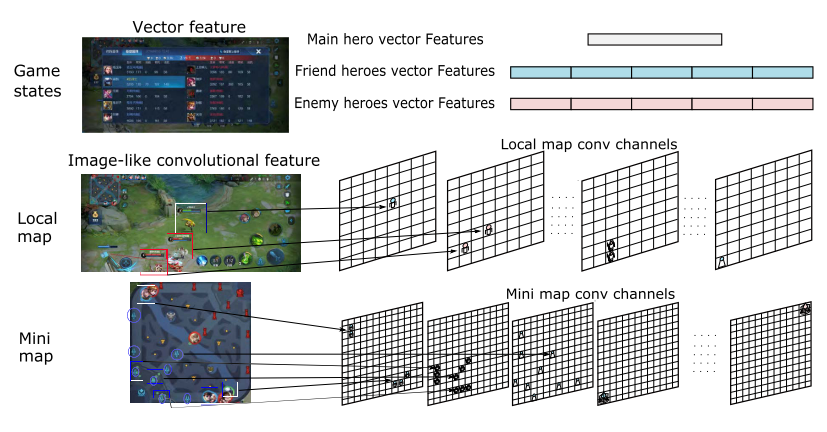 Vector feature
Main hero vector Features
Game
states
Friend heroes vector Features
Enemy heroes vector Features
Local map conv channels
Image-like convolutional feature
Local
map
Mini map conv channels
Mini
map